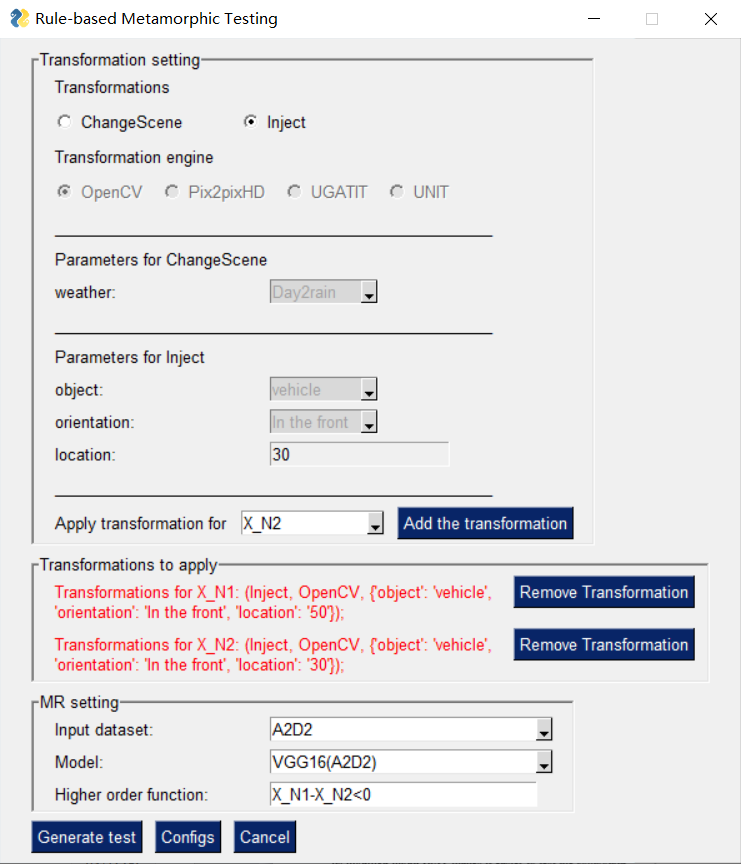 Rule-based Metamorphic Testing
Transformation setting
Transformations
ChangeScene Inject
Transformation engine
OpenCV Pix2pixHD UGATIT UNIT
Parameters for ChangeScene
weather: Day2rain
Parameters for Inject
object: vehicle
orientation: In the front
location: 30
Apply transformation for X_N2 Add the transformation
Transformations to apply
Transformations for X_N1: (Inject, OpenCV, {'object': 'vehicle', Remove Transformation
'orientation': 'In the front', 'location': '50'});
Transformations for X_N2: (Inject, OpenCV, {'object': 'vehicle', Remove Transformation
'orientation': 'In the front', 'location': '30'});
MR setting
Input dataset: A2D2
Model: VGG16(A2D2)
Higher order function: X_N1-X_N2<0
Generate test Configs Cancel